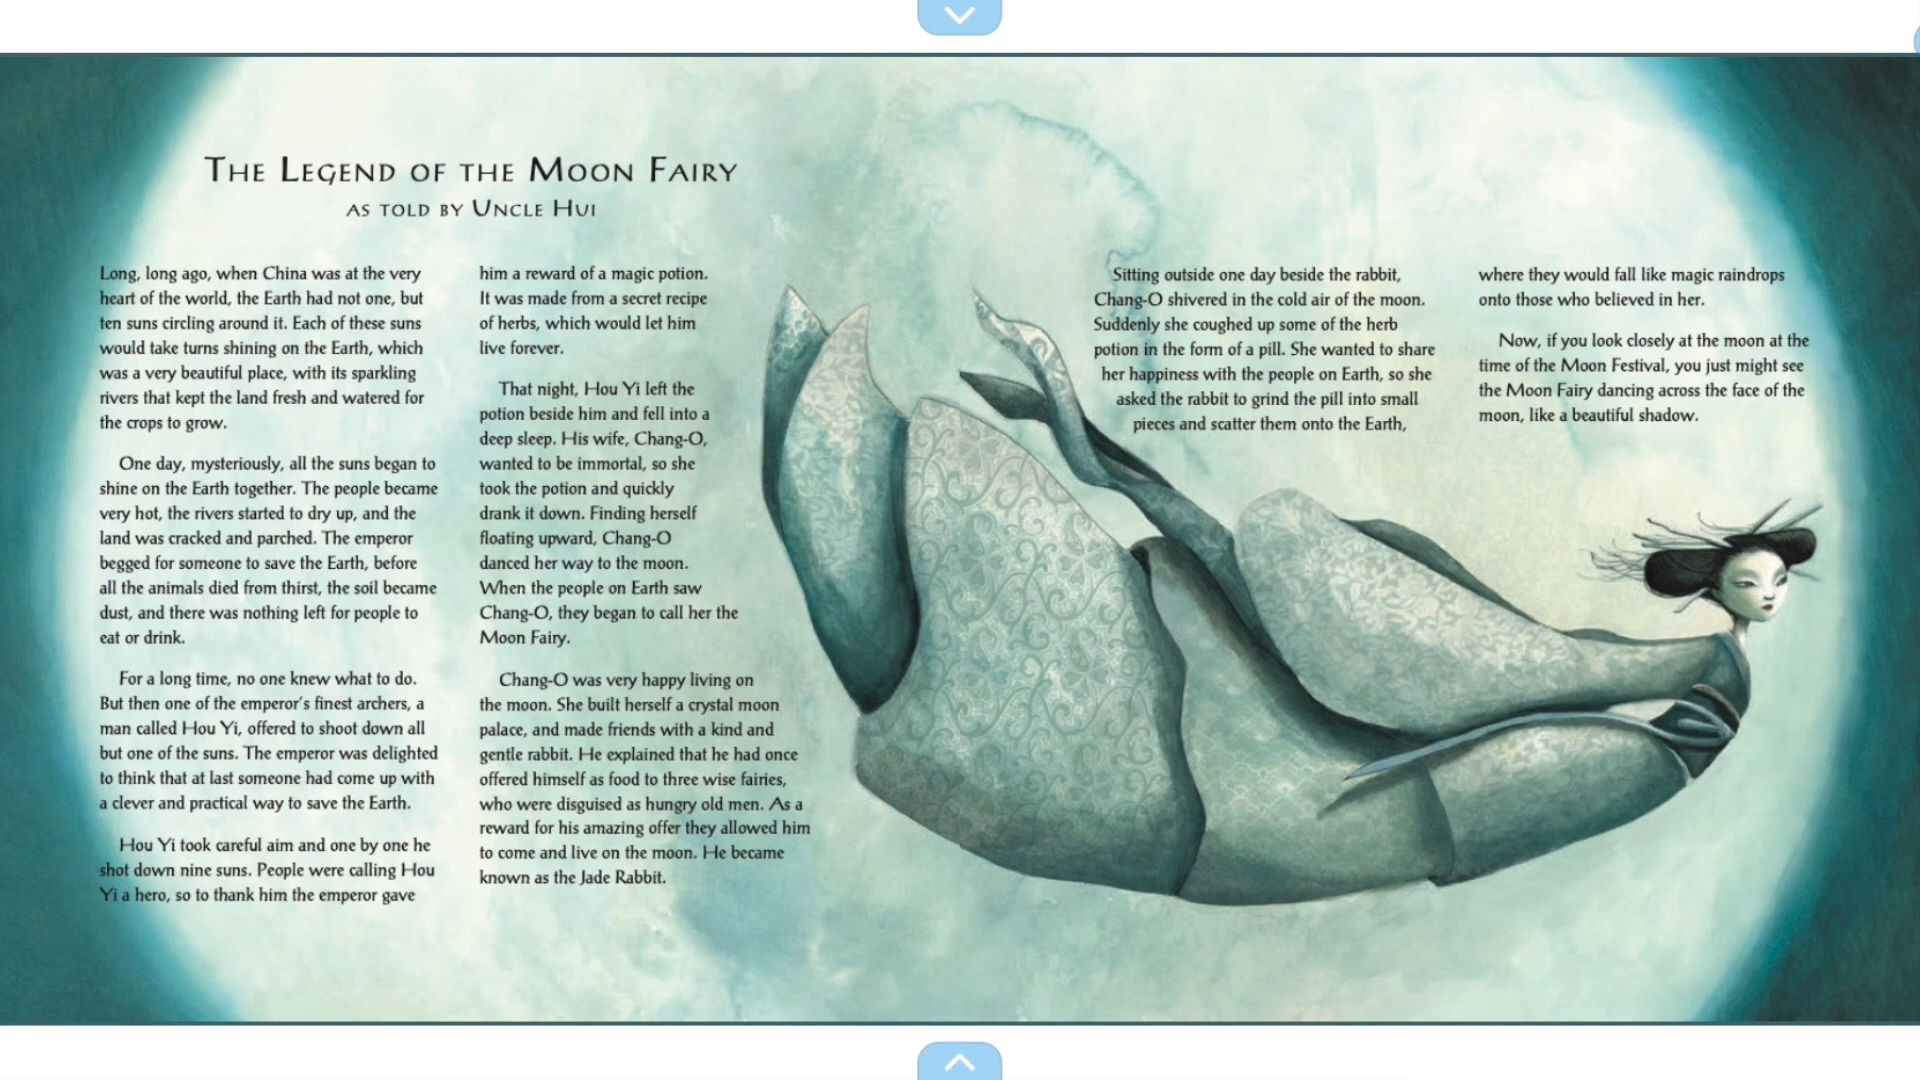 THE LEGEND OF THE MOON FAIRY
AS TOLD BY UNCLE HUI
Long, long ago, when China was at the very
heart of the world, the Earth had not one, but
ten suns circling around it. Each of these suns
would take turns shining on the Earth, which
was a very beautiful place, with its sparkling
rivers that kept the land fresh and watered for
the crops to grow.
One day, mysteriously, all the suns began to
shine on the Earth together. The people became
very hot, the rivers started to dry up, and the
land was cracked and parched. The emperor
begged for someone to save the Earth, before
all the animals died from thirst, the soil became
dust, and there was nothing left for people to
eat or drink.
For a long time, no one knew what to do.
But then one of the emperor's finest archers, a
man called Hou Yi, offered to shoot down all
but one of the suns. The emperor was delighted
to think that at last someone had come up with
a clever and practical way to save the Earth.
Hou Yi took careful aim and one by one he
shot down nine suns. People were calling Hou
Yi a hero, so to thank him the emperor gave
him a reward of a magic potion.
It was made from a secret recipe
of herbs, which would let him
live forever.
That night, Hou Yi left the
potion beside him and fell into a
deep sleep. His wife, Chang-O,
wanted to be immortal, so she
took the potion and quickly
drank it down. Finding herself
floating upward, Chang-O
danced her way to the moon.
When the people on Earth saw
Chang-O, they began to call her the
Moon Fairy.
Chang-O was very happy living on
the moon. She built herself a crystal moon
palace, and made friends with a kind and
gentle rabbit. He explained that he had once
offered himself as food to three wise fairies,
who were disguised as hungry old men. As a
reward for his amazing offer they allowed him
to come and live on the moon. He became
known as the Jade Rabbit.
Sitting outside one day beside the rabbit,
Chang-O shivered in the cold air of the moon.
Suddenly she coughed up some of the herb
potion in the form of a pill. She wanted to share
her happiness with the people on Earth, so she
asked the rabbit to grind the pill into small
pieces and scatter them onto the Earth,
where they would fall like magic raindrops
onto those who believed in her.
Now, if you look closely at the moon at the
time of the Moon Festival, you just might see
the Moon Fairy dancing across the face of the
moon, like a beautiful shadow.